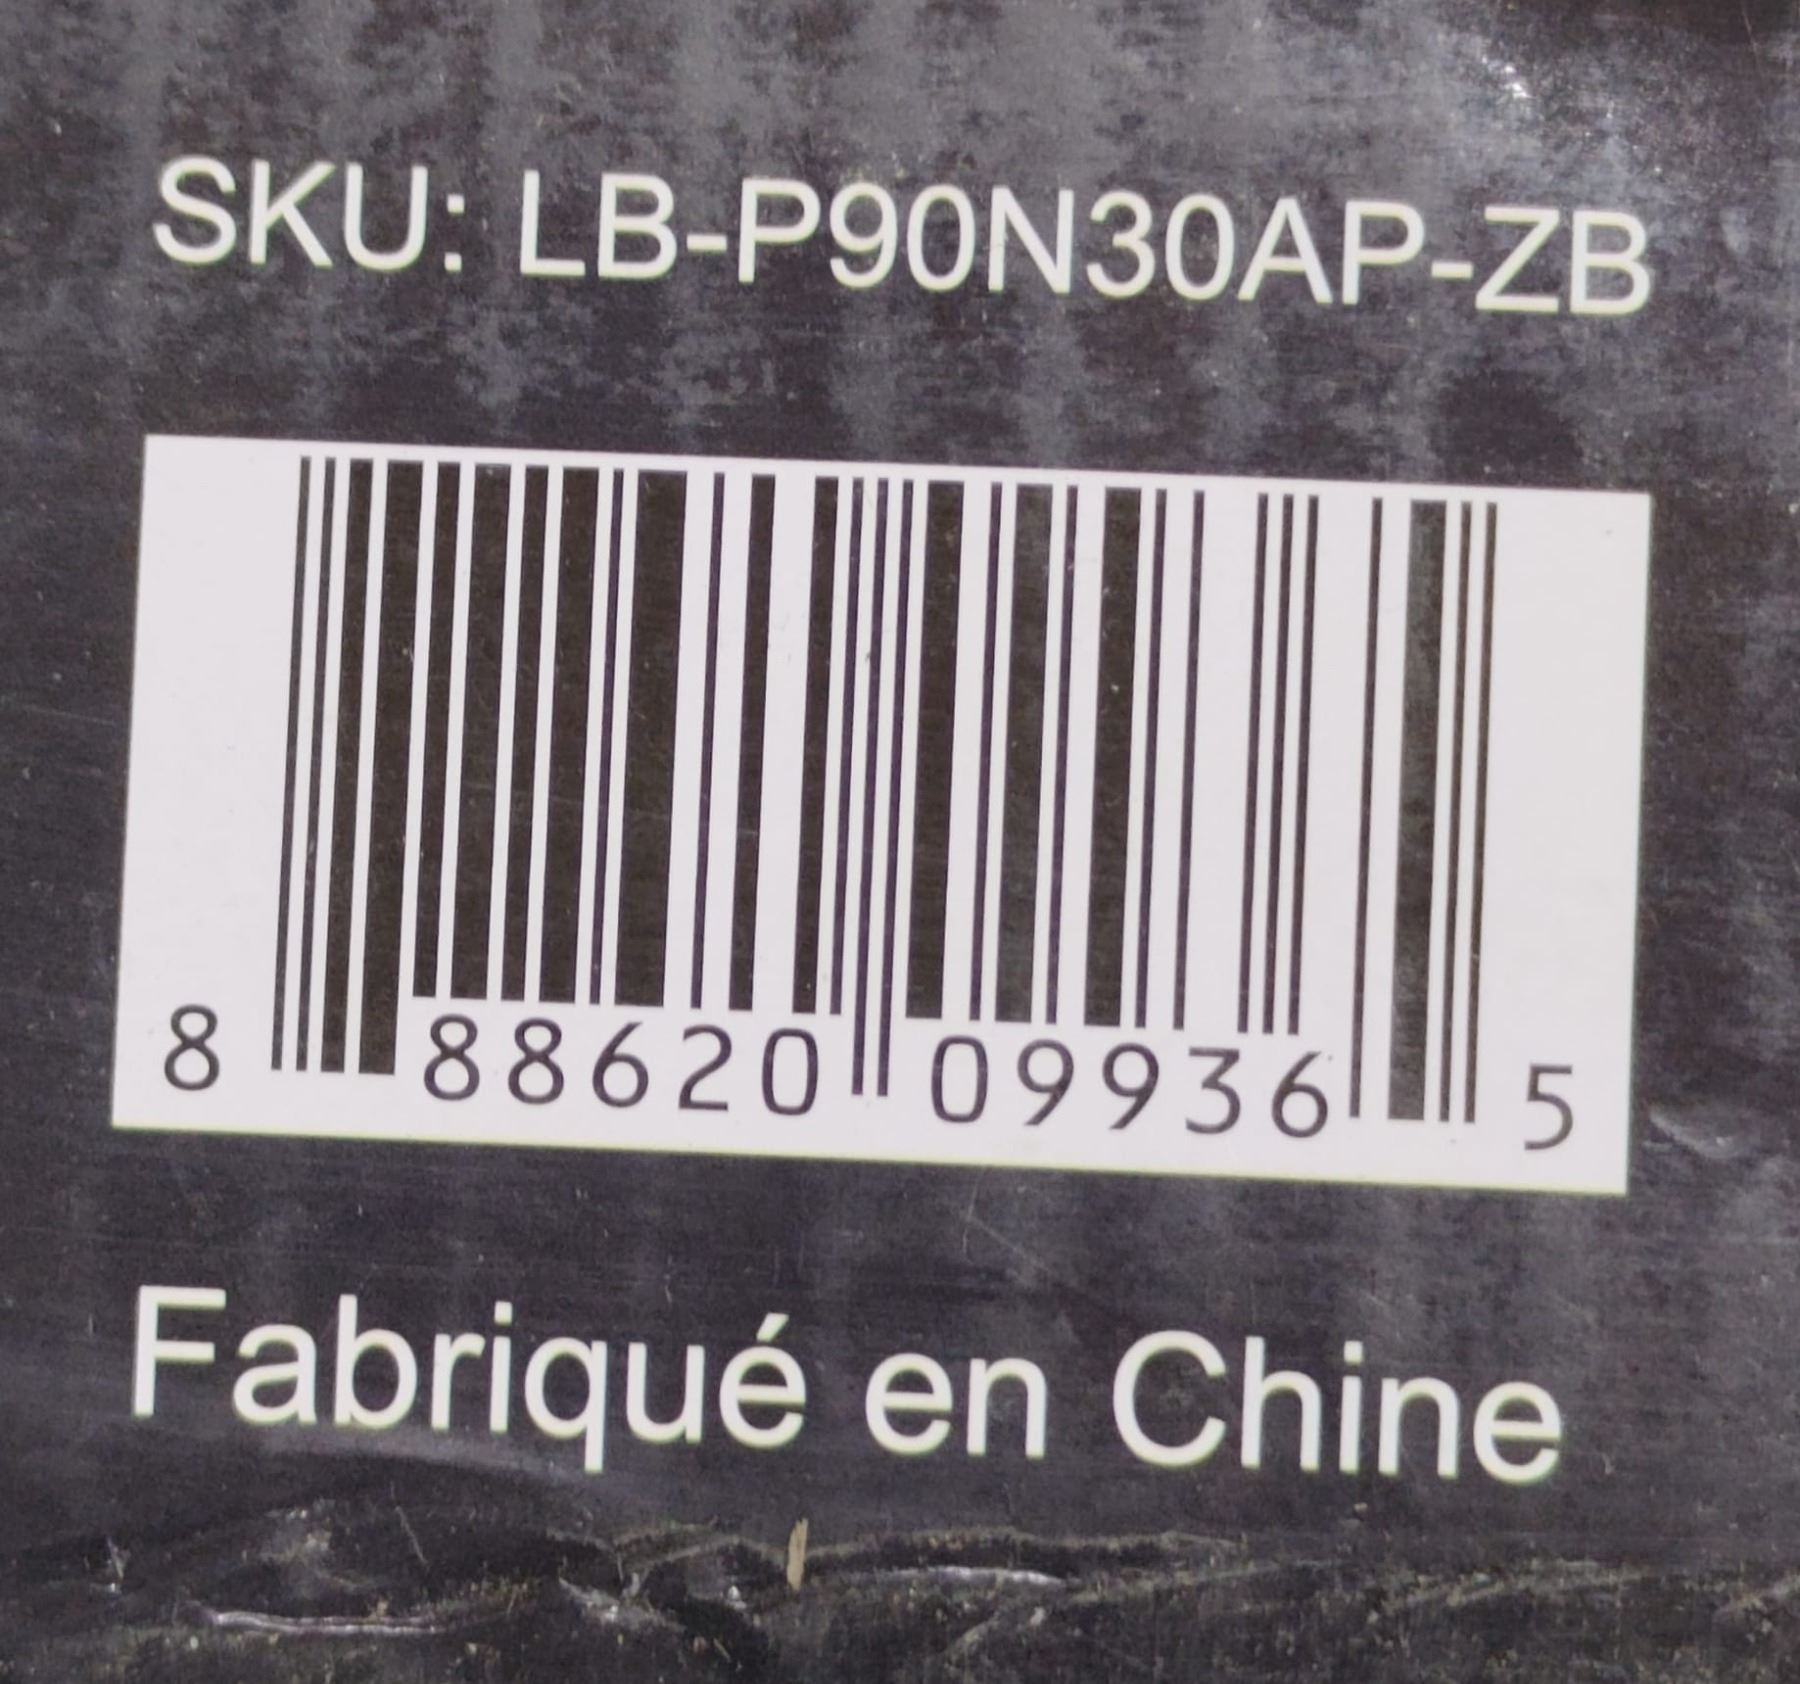 SKU: LB-P90N30AP-ZB
8 88620 09936 5
Fabriqué en Chine